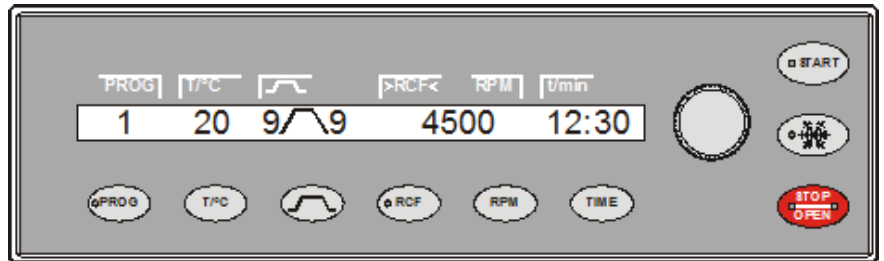 START
PROG T/°C >RCF< RPM t/min
1 20 9 9 4500 12:30
PROG T/°C RCF RPM TIME
STOP
OPEN